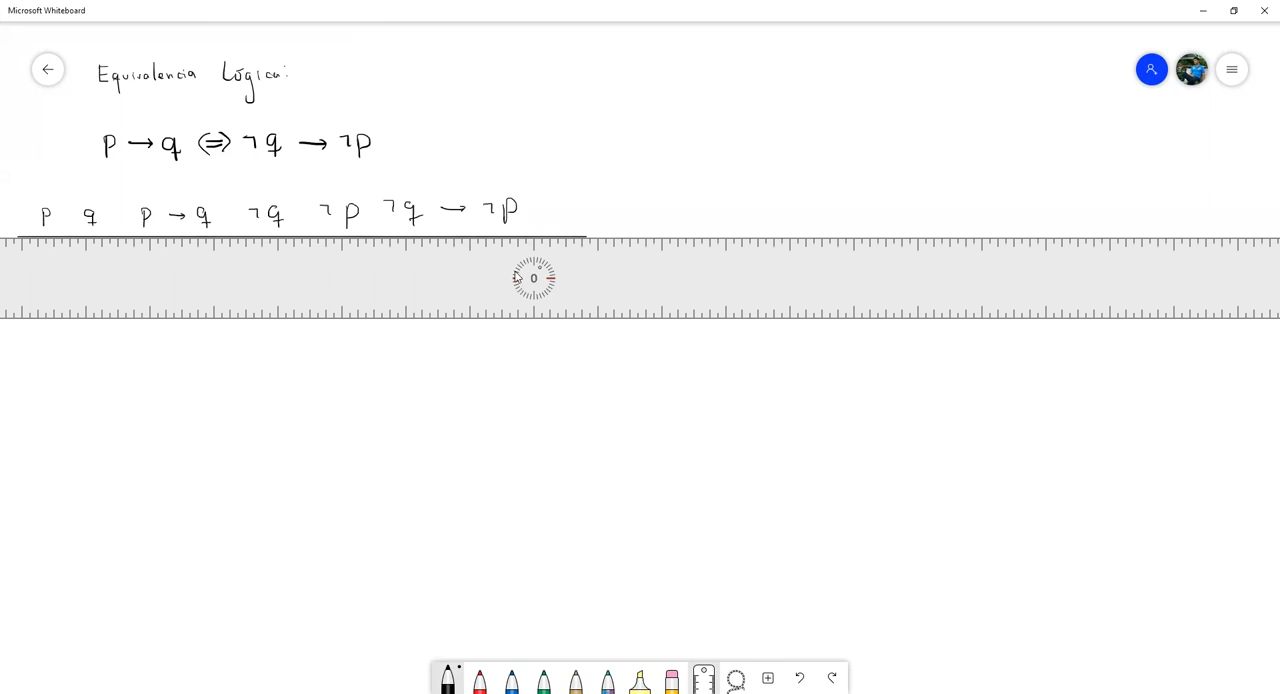 Microsoft Whiteboard
Equivalencia Lógica:
p → q ⇔ ¬q → ¬p
p q p → q ¬q ¬p ¬q → ¬p
0°